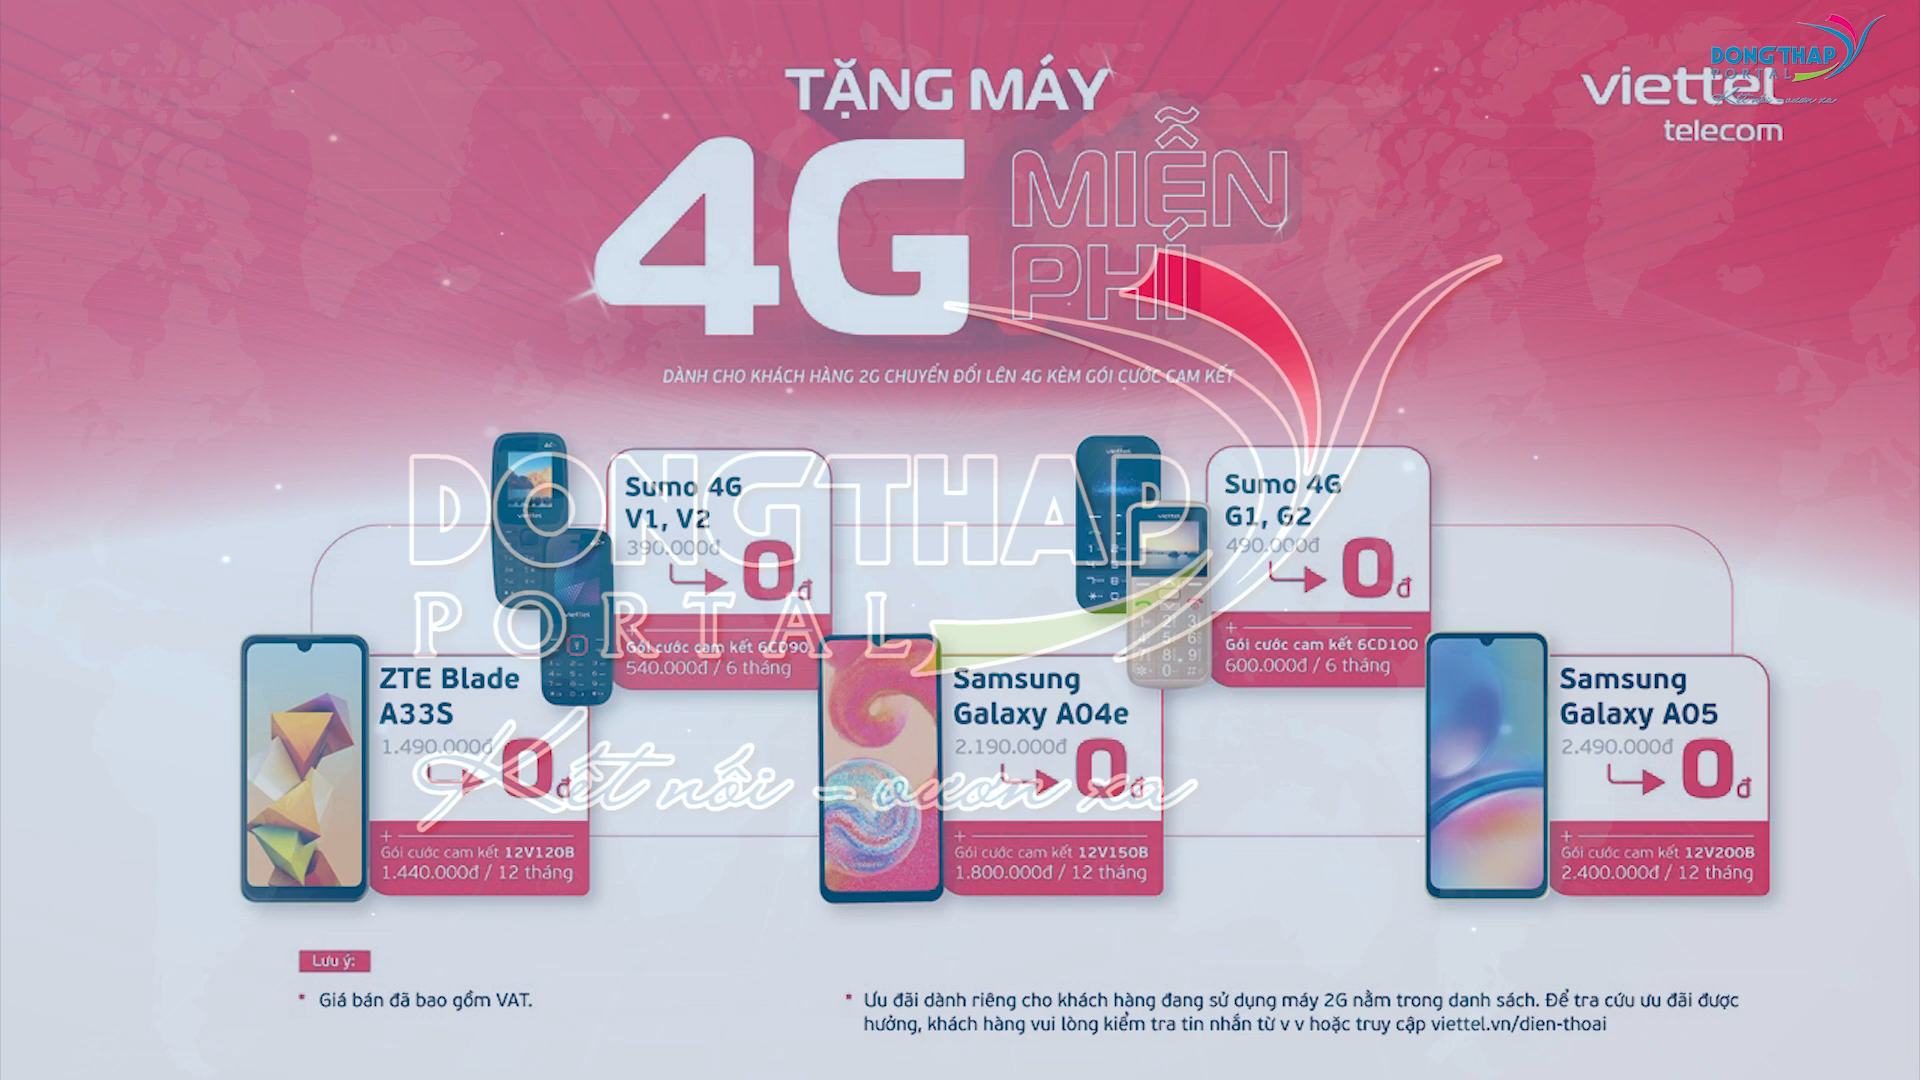 TẶNG MÁY
4G MIỄN
PHÍ
DÀNH CHO KHÁCH HÀNG 2G CHUYỂN ĐỔI LÊN 4G KÈM GÓI CƯỚC CAM KẾT
viettel
telecom
DONGTHAP
PORTAL
Kết nối - vươn xa
DONGTHAP
PORTAL
Kết nối - vươn xa
Sumo 4G
V1, V2
390.000đ
0đ
+
Gói cước cam kết 6CD90
540.000đ / 6 tháng
Sumo 4G
G1, G2
490.000đ
0đ
+
Gói cước cam kết 6CD100
600.000đ / 6 tháng
ZTE Blade
A33S
1.490.000đ
0đ
+
Gói cước cam kết 12V120B
1.440.000đ / 12 tháng
Samsung
Galaxy A04e
2.190.000đ
0đ
+
Gói cước cam kết 12V150B
1.800.000đ / 12 tháng
Samsung
Galaxy A05
2.490.000đ
0đ
+
Gói cước cam kết 12V200B
2.400.000đ / 12 tháng
Lưu ý:
* Giá bán đã bao gồm VAT.
* Ưu đãi dành riêng cho khách hàng đang sử dụng máy 2G nằm trong danh sách. Để tra cứu ưu đãi được
hưởng, khách hàng vui lòng kiểm tra tin nhắn từ v v hoặc truy cập viettel.vn/dien-thoai